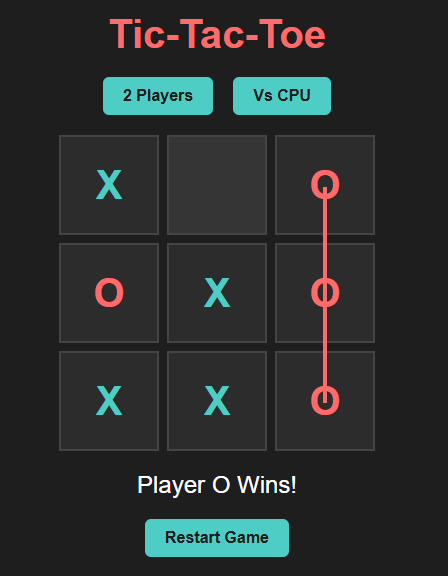 Tic-Tac-Toe
2 Players Vs CPU
X O
O X O
X X O
Player O Wins!
Restart Game